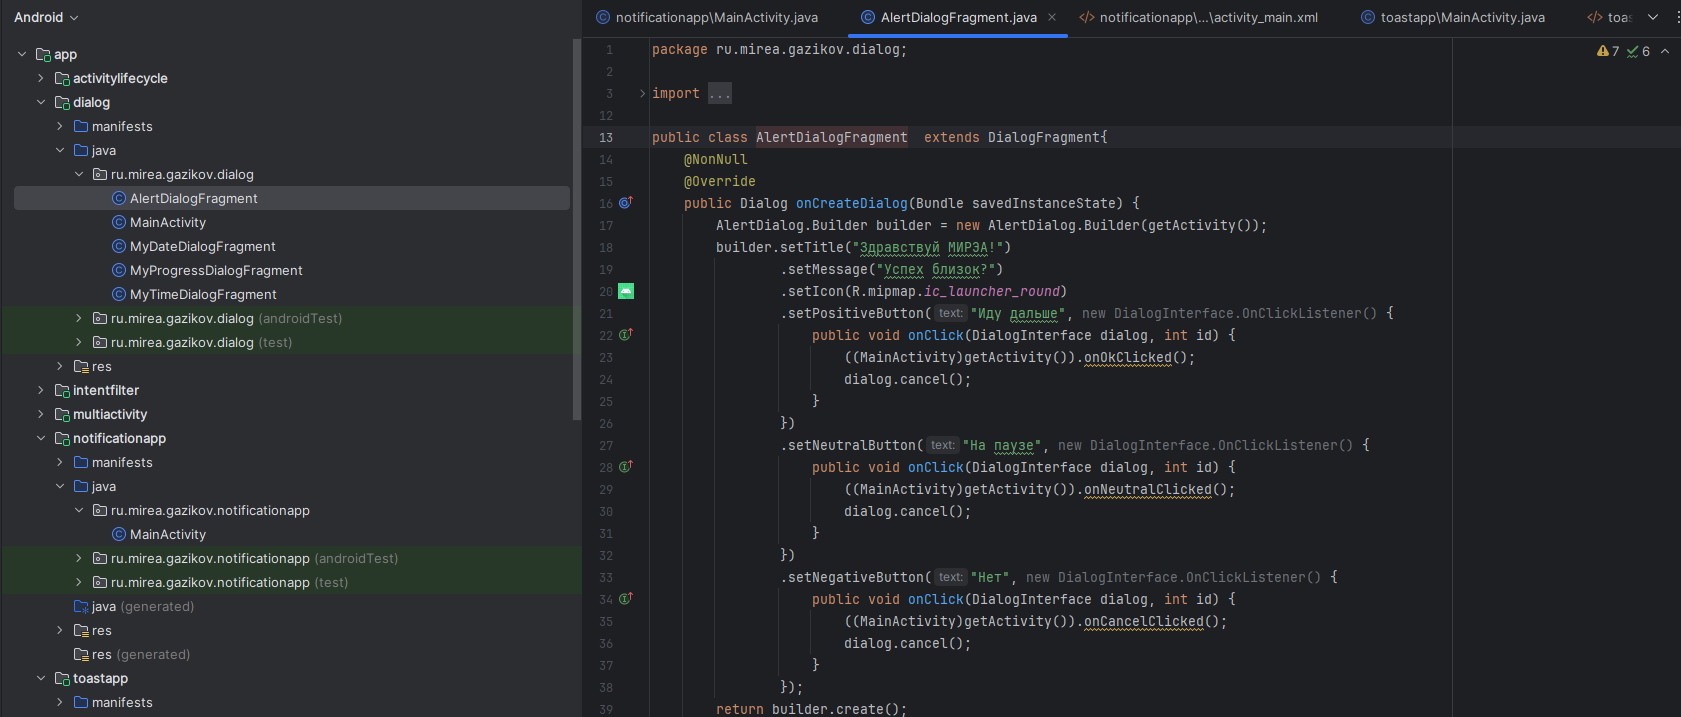 Android
app
activitylifecycle
dialog
manifests
java
ru.mirea.gazikov.dialog
AlertDialogFragment
MainActivity
MyDateDialogFragment
MyProgressDialogFragment
MyTimeDialogFragment
ru.mirea.gazikov.dialog (androidTest)
ru.mirea.gazikov.dialog (test)
res
intentfilter
multiactivity
notificationapp
manifests
java
ru.mirea.gazikov.notificationapp
MainActivity
ru.mirea.gazikov.notificationapp (androidTest)
ru.mirea.gazikov.notificationapp (test)
java (generated)
res
res (generated)
toastapp
manifests
notificationapp\MainActivity.java AlertDialogFragment.java notificationapp\...\activity_main.xml toastapp\MainActivity.java toas
7 6
1 package ru.mirea.gazikov.dialog;
2
3 import ...
12
13 public class AlertDialogFragment extends DialogFragment{
14 @NonNull
15 @Override
16 public Dialog onCreateDialog(Bundle savedInstanceState) {
17 AlertDialog.Builder builder = new AlertDialog.Builder(getActivity());
18 builder.setTitle("Здравствуй МИРЭА!")
19 .setMessage("Успех близок?")
20 .setIcon(R.mipmap.ic_launcher_round)
21 .setPositiveButton( text: "Иду дальше", new DialogInterface.OnClickListener() {
22 public void onClick(DialogInterface dialog, int id) {
23 ((MainActivity)getActivity()).onOkClicked();
24 dialog.cancel();
25 }
26 })
27 .setNeutralButton( text: "На паузе", new DialogInterface.OnClickListener() {
28 public void onClick(DialogInterface dialog, int id) {
29 ((MainActivity)getActivity()).onNeutralClicked();
30 dialog.cancel();
31 }
32 })
33 .setNegativeButton( text: "Нет", new DialogInterface.OnClickListener() {
34 public void onClick(DialogInterface dialog, int id) {
35 ((MainActivity)getActivity()).onCancelClicked();
36 dialog.cancel();
37 }
38 });
39 return builder.create();